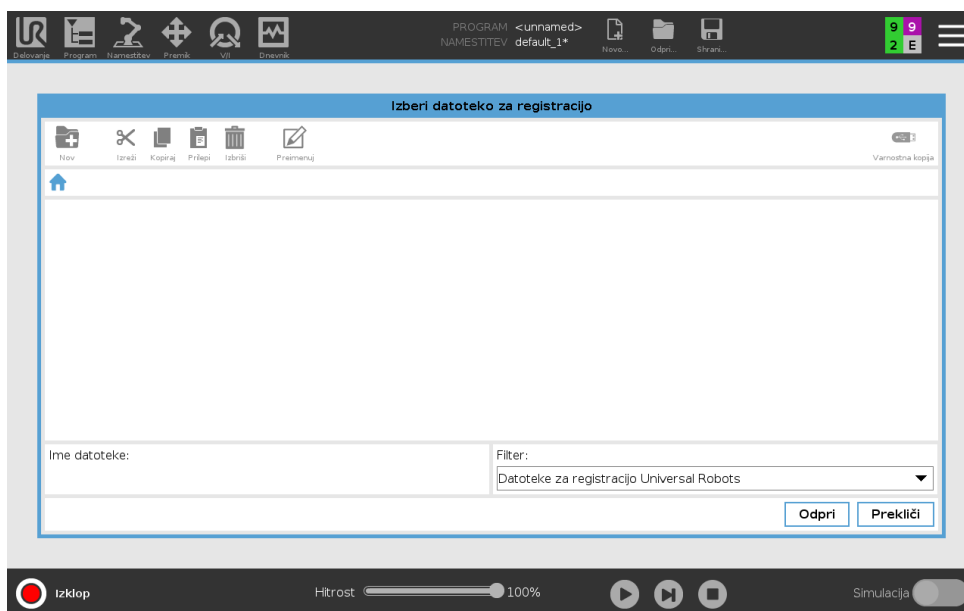 PROGRAM <unnamed>
NAMESTITEV default_1*
Delovanje Program Namestitev Premik V/I Dnevnik Novo... Odpri... Shrani...
9 9
2 E
Izberi datoteko za registracijo
Nov Izreži Kopiraj Prilepi Izbriši Preimenuj Varnostna kopija
Ime datoteke:
Filter:
Datoteke za registracijo Universal Robots
Odpri Prekliči
Izklop Hitrost 100% Simulacija